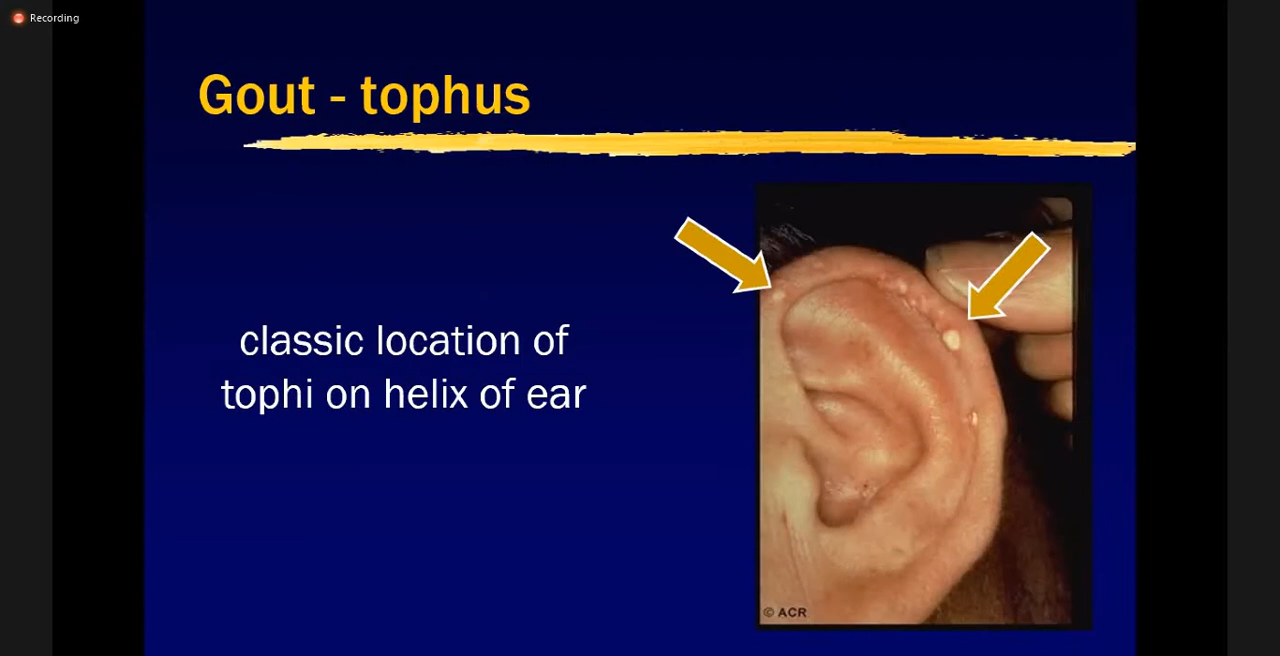 Recording
Gout - tophus
classic location of
tophi on helix of ear
© ACR